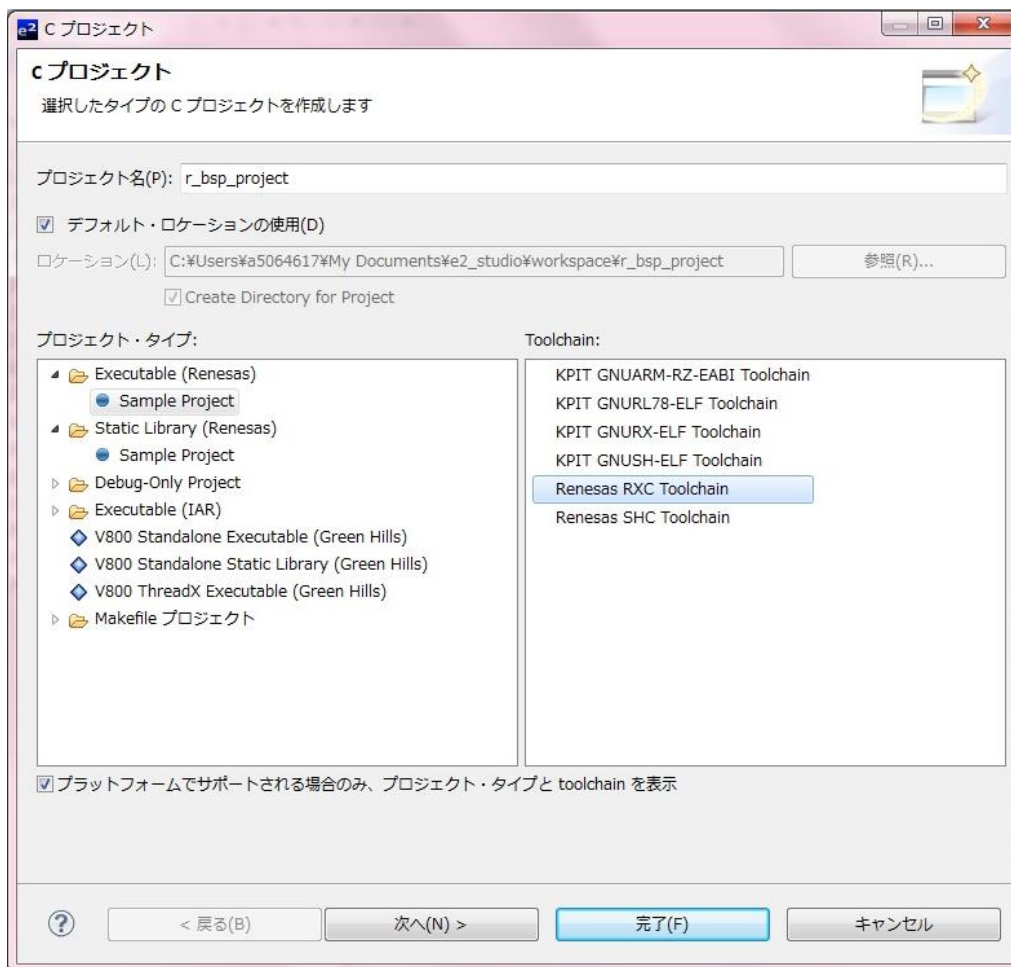 e² C プロジェクト
C プロジェクト
選択したタイプの C プロジェクトを作成します
プロジェクト名(P): r_bsp_project
デフォルト・ロケーションの使用(D)
ロケーション(L): C:¥Users¥a5064617¥My Documents¥e2_studio¥workspace¥r_bsp_project 参照(R)...
Create Directory for Project
プロジェクト・タイプ:
Executable (Renesas)
Sample Project
Static Library (Renesas)
Sample Project
Debug-Only Project
Executable (IAR)
V800 Standalone Executable (Green Hills)
V800 Standalone Static Library (Green Hills)
V800 ThreadX Executable (Green Hills)
Makefile プロジェクト
Toolchain:
KPIT GNUARM-RZ-EABI Toolchain
KPIT GNURL78-ELF Toolchain
KPIT GNURX-ELF Toolchain
KPIT GNUSH-ELF Toolchain
Renesas RXC Toolchain
Renesas SHC Toolchain
プラットフォームでサポートされる場合のみ、プロジェクト・タイプと toolchain を表示
? < 戻る(B) 次へ(N) > 完了(F) キャンセル